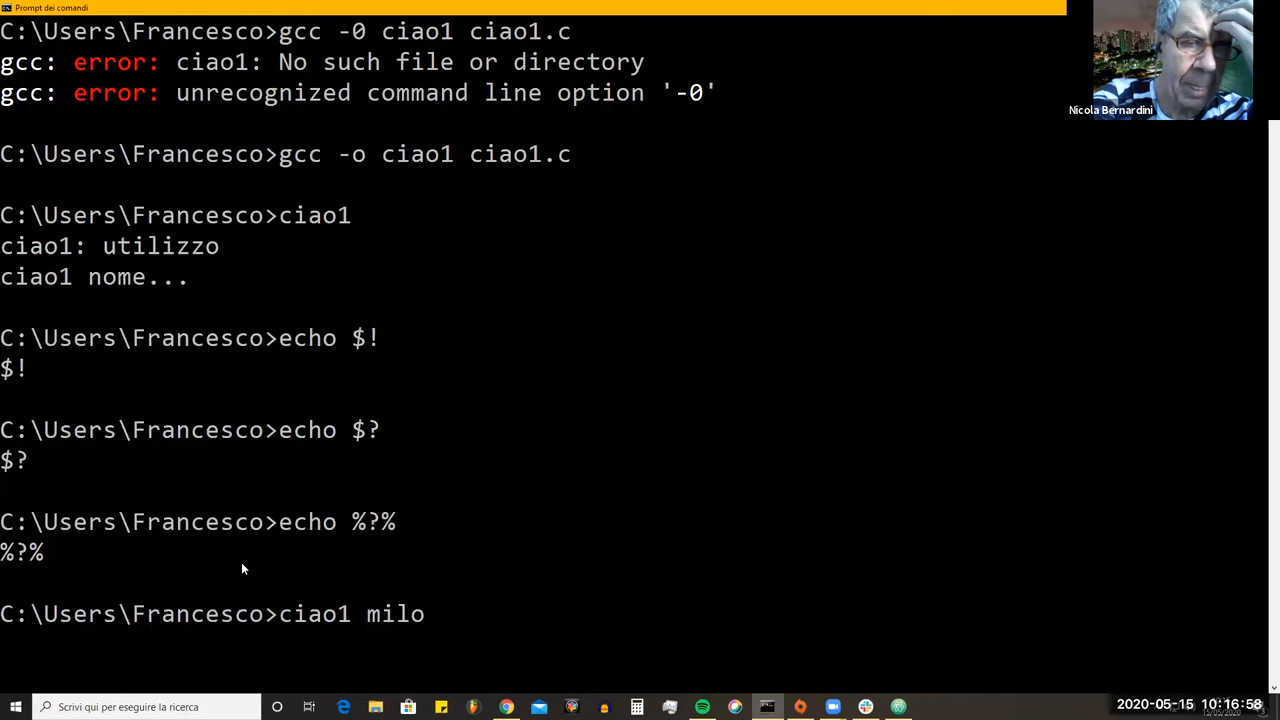 Prompt dei comandi
C:\Users\Francesco>gcc -0 ciao1 ciao1.c
gcc: error: ciao1: No such file or directory
gcc: error: unrecognized command line option '-0'
Nicola Bernardini
C:\Users\Francesco>gcc -o ciao1 ciao1.c
C:\Users\Francesco>ciao1
ciao1: utilizzo
ciao1 nome...
C:\Users\Francesco>echo $!
$!
C:\Users\Francesco>echo $?
$?
C:\Users\Francesco>echo %?%
%?%
C:\Users\Francesco>ciao1 milo
Scrivi qui per eseguire la ricerca
2020-05-15 10:16:58